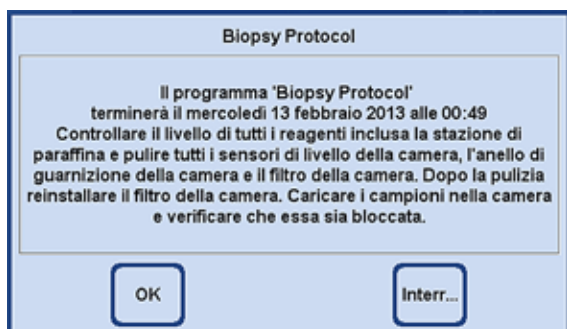 Biopsy Protocol
Il programma 'Biopsy Protocol'
terminerà il mercoledì 13 febbraio 2013 alle 00:49
Controllare il livello di tutti i reagenti inclusa la stazione di
paraffina e pulire tutti i sensori di livello della camera, l'anello di
guarnizione della camera e il filtro della camera. Dopo la pulizia
reinstallare il filtro della camera. Caricare i campioni nella camera
e verificare che essa sia bloccata.
OK
Interr...